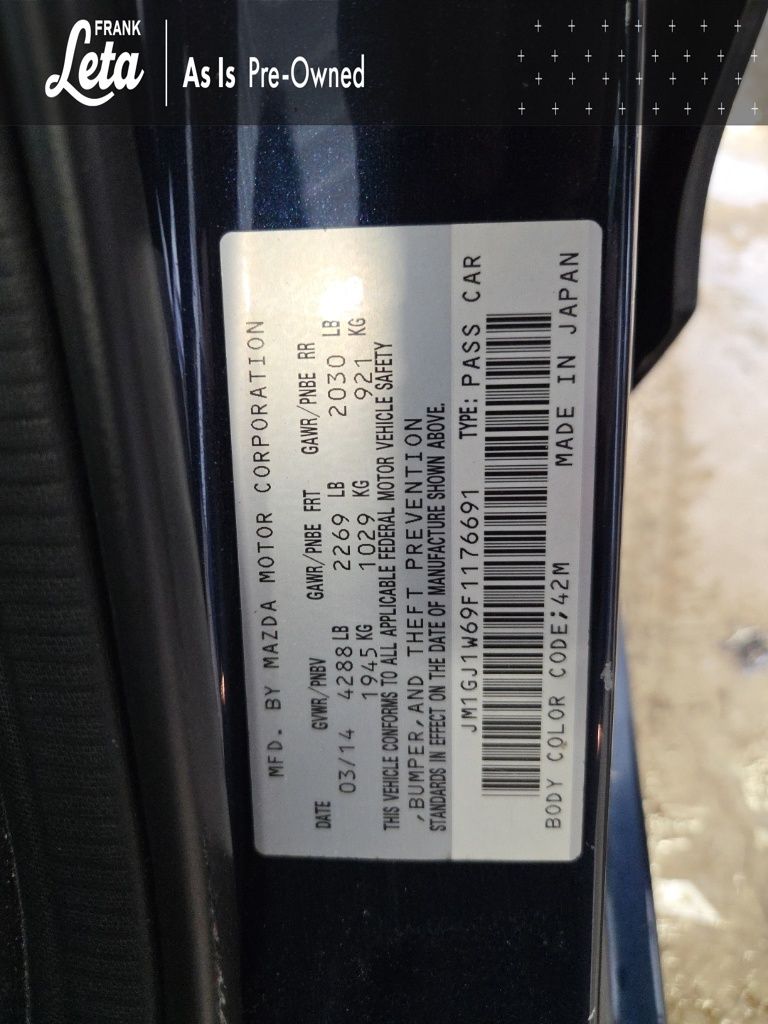 FRANK
Leta
As Is Pre-Owned
MFD. BY MAZDA MOTOR CORPORATION
DATE GVWR/PNBV GAWR/PNBE FRT GAWR/PNBE RR
03/14 4288 LB 2269 LB 2030 LB
1945 KG 1029 KG 921 KG
THIS VEHICLE CONFORMS TO ALL APPLICABLE FEDERAL MOTOR VEHICLE SAFETY
,BUMPER,AND THEFT PREVENTION
STANDARDS IN EFFECT ON THE DATE OF MANUFACTURE SHOWN ABOVE.
JM1GJ1W69F1176691 TYPE: PASS CAR
BODY COLOR CODE;42M MADE IN JAPAN